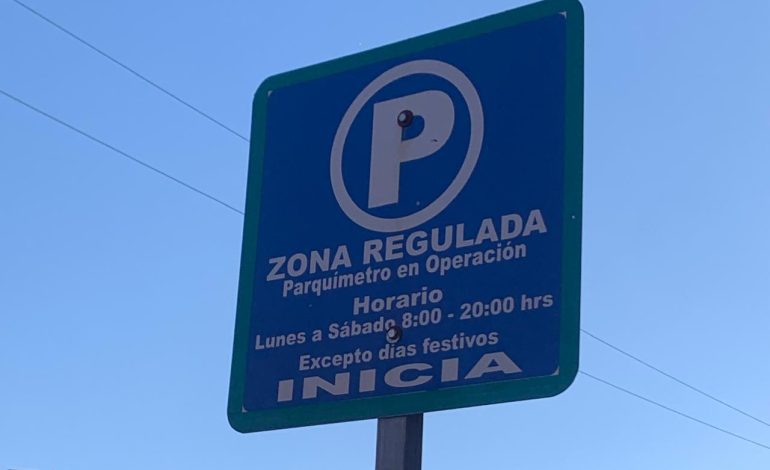 P
ZONA REGULADA
Parquímetro en Operación
Horario
Lunes a Sábado 8:00 - 20:00 hrs
Excepto días festivos
INICIA